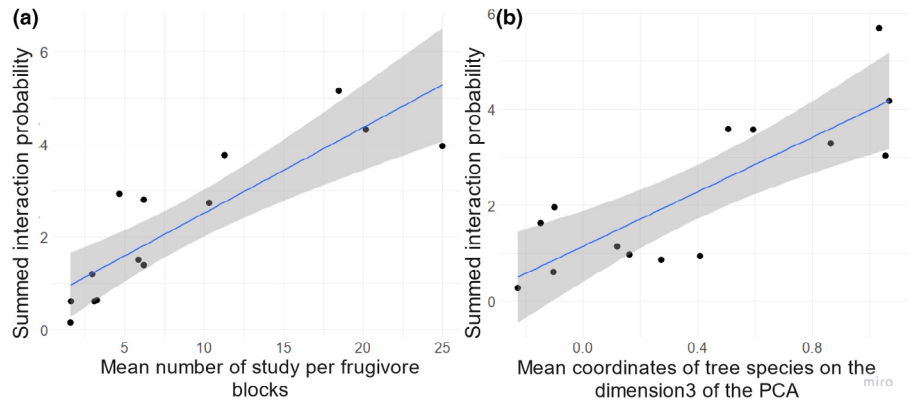 (a)
Summed interaction probability
6
4
2
0
5
10
15
20
25
Mean number of study per frugivore
blocks
(b)
Summed interaction probability
6
4
2
0
0.0
0.4
0.8
Mean coordinates of tree species on the
dimension3 of the PCA
miro